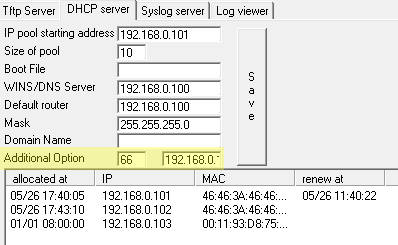 Tftp Server DHCP server Syslog server Log viewer
IP pool starting address 192.168.0.101
Size of pool 10
Boot File
WINS/DNS Server 192.168.0.100
Default router 192.168.0.100
Mask 255.255.255.0
Domain Name
Additional Option 66 192.168.0.
Save
allocated at IP MAC renew at
05/26 17:40:05 192.168.0.101 46:46:3A:46:46:... 05/26 11:40:22
05/26 17:43:10 192.168.0.102 46:46:3A:46:46:...
01/01 08:00:00 192.168.0.103 00:11:93:D8:75:...